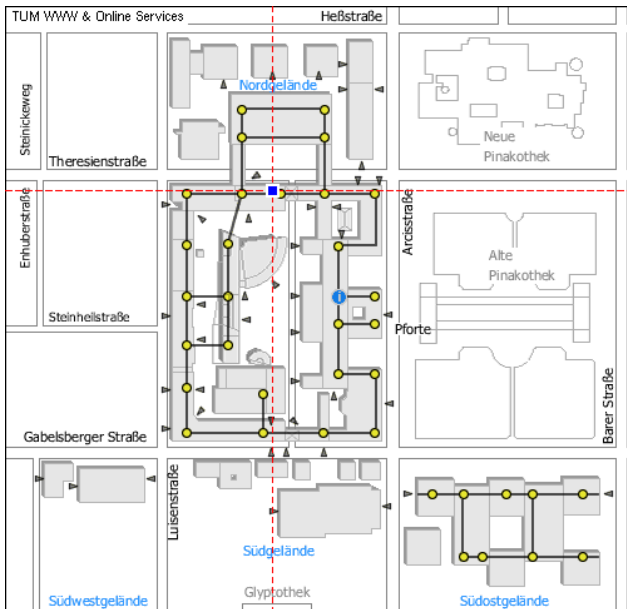 TUM WWW & Online Services
Heßstraße
Steinickeweg
Nordgelände
Neue
Pinakothek
Theresienstraße
Enhuberstraße
Arcisstraße
Alte
Pinakothek
Steinheilstraße
i
Pforte
Barer Straße
Gabelsberger Straße
Luisenstraße
Südgelände
Glyptothek
Südwestgelände
Südostgelände